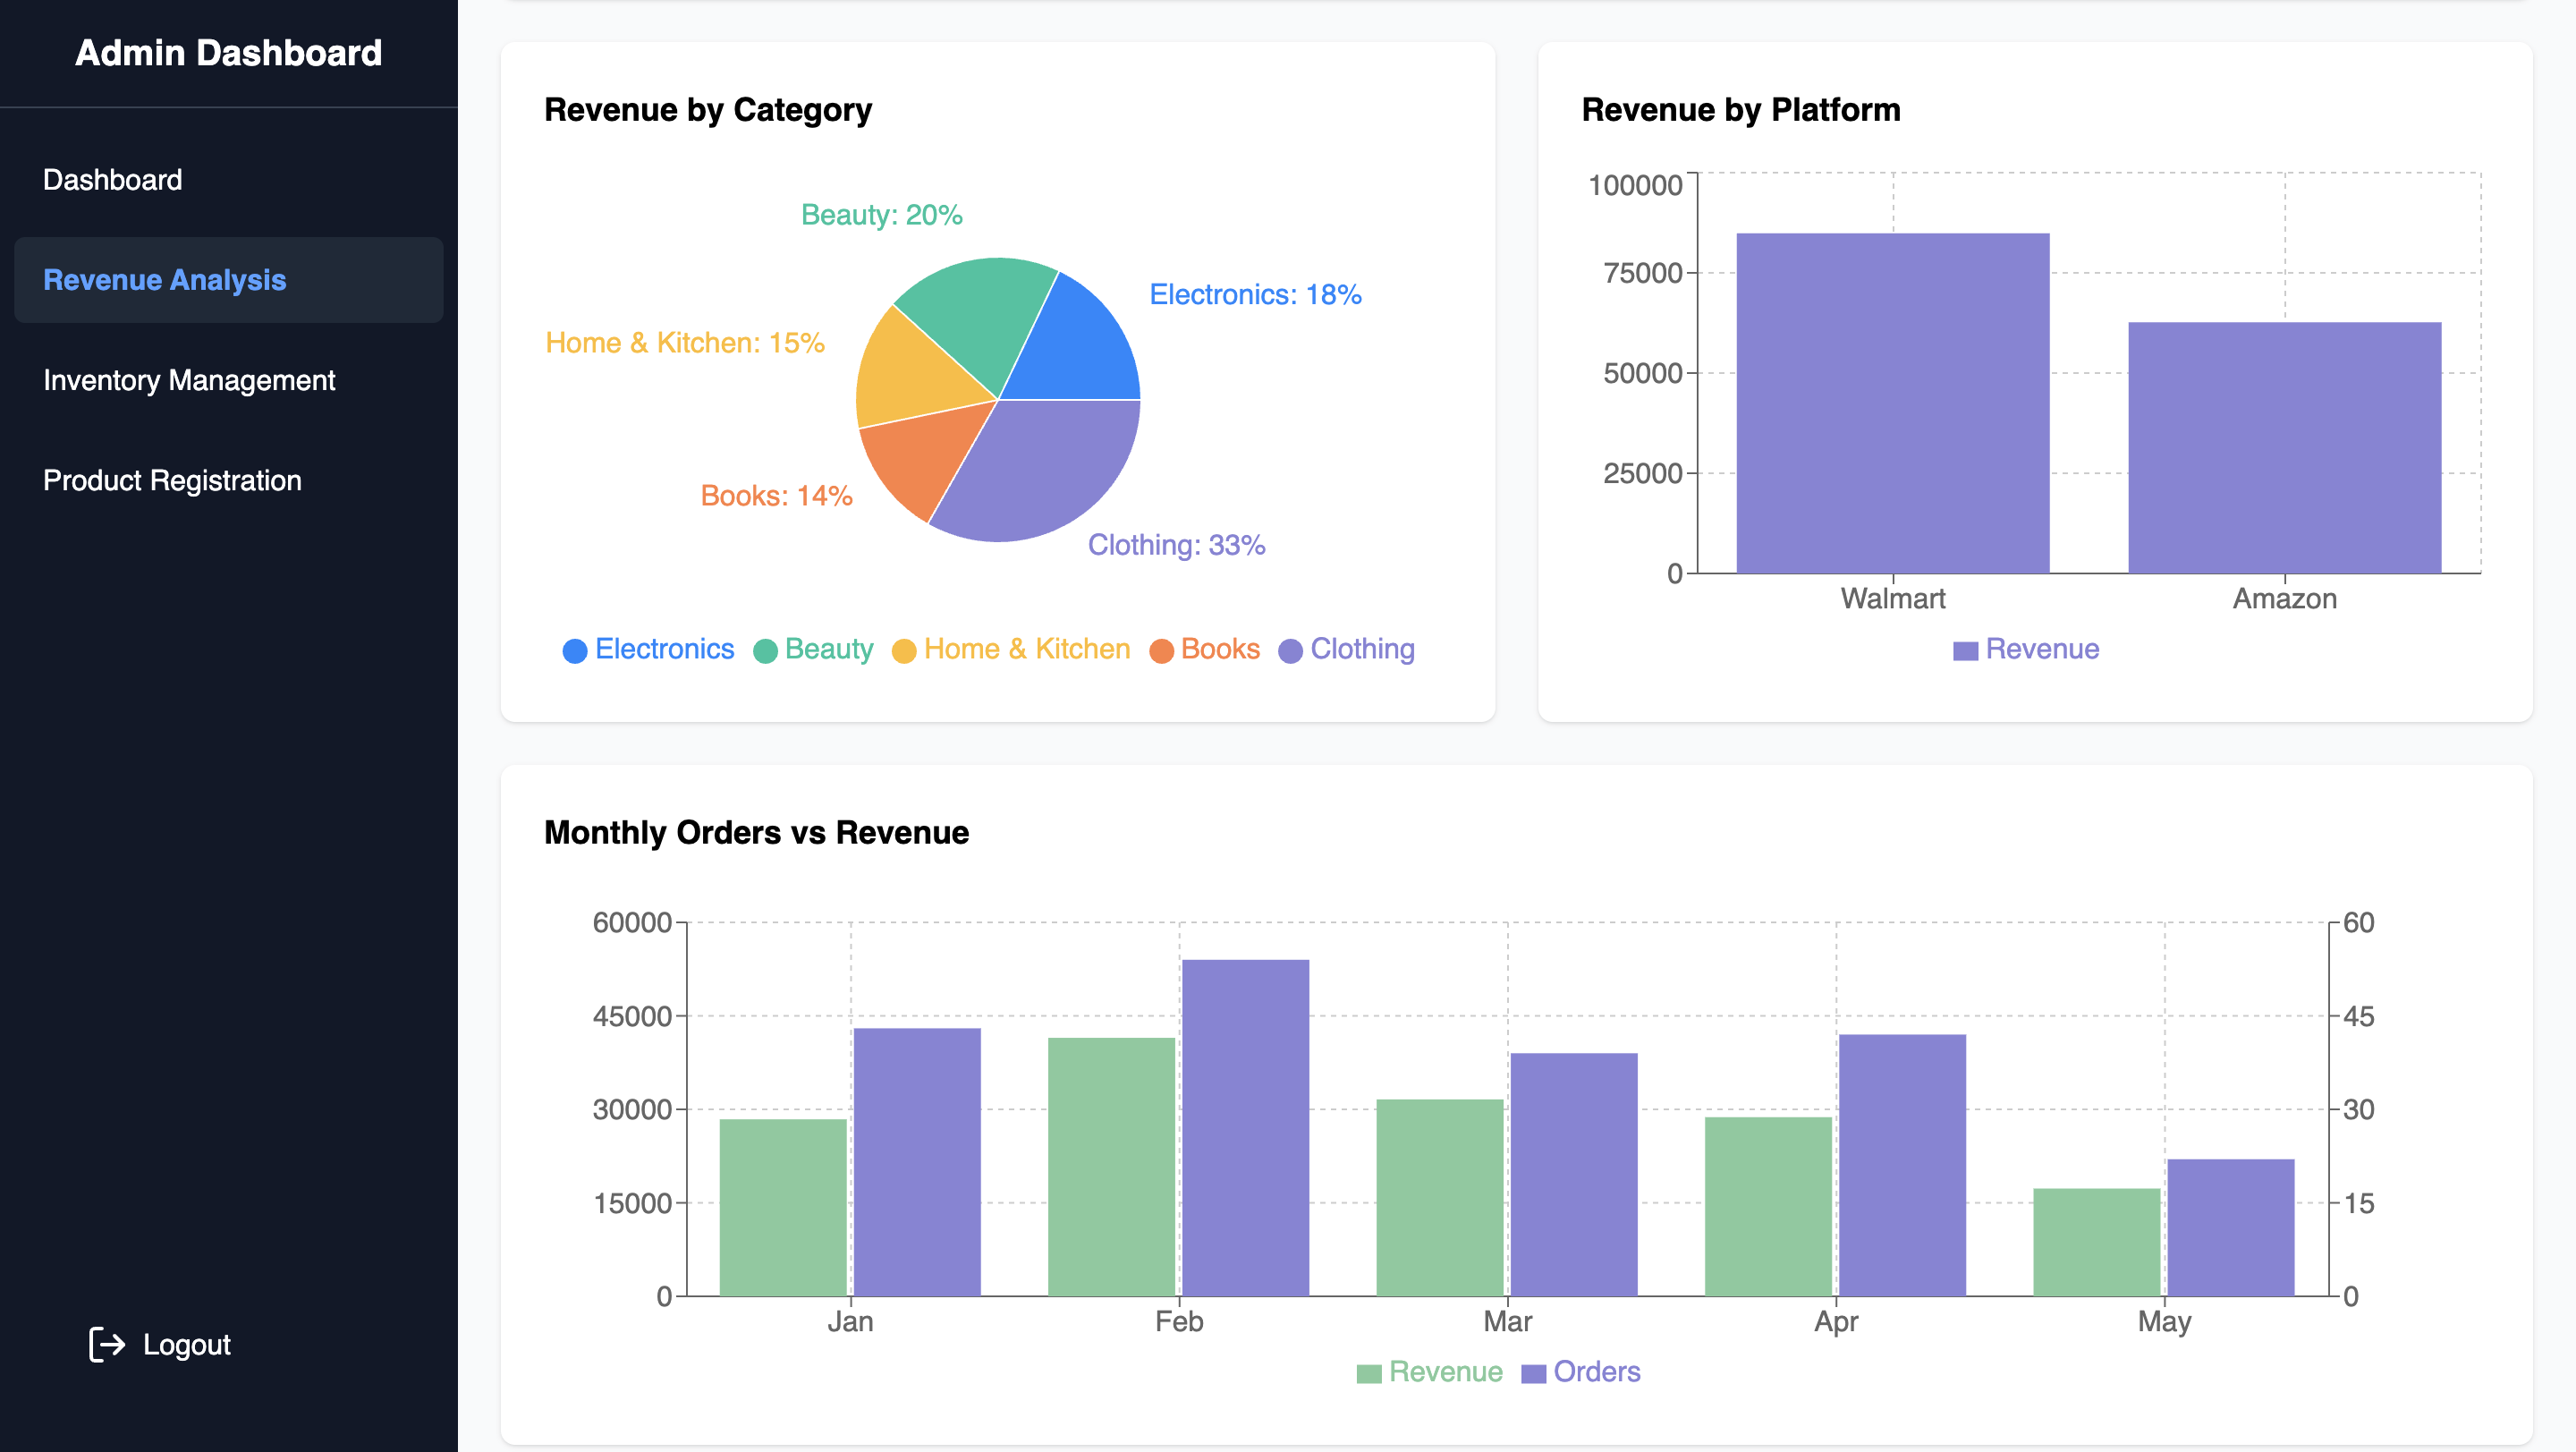 Admin Dashboard
Dashboard
Revenue Analysis
Inventory Management
Product Registration
Logout
Revenue by Category
Beauty: 20%
Electronics: 18%
Home & Kitchen: 15%
Books: 14%
Clothing: 33%
Electronics Beauty Home & Kitchen Books Clothing
Revenue by Platform
100000
75000
50000
25000
0
Walmart Amazon
Revenue
Monthly Orders vs Revenue
60000 60
45000 45
30000 30
15000 15
0 0
Jan Feb Mar Apr May
Revenue Orders